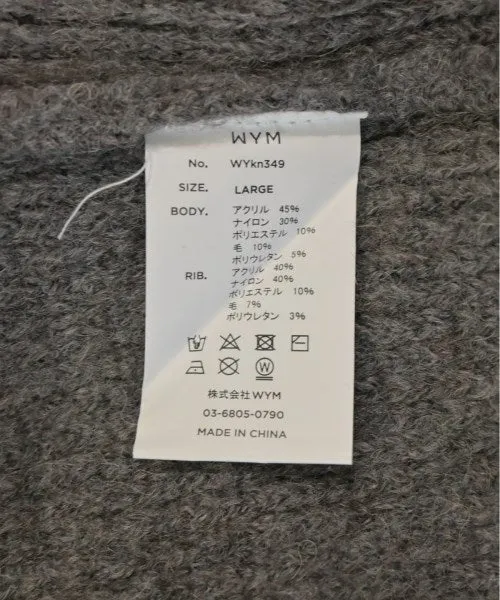 WYM
No. WYkn349
SIZE. LARGE
BODY. アクリル 45%
ナイロン 30%
ポリエステル 10%
毛 10%
ポリウレタン 5%
RIB. アクリル 40%
ナイロン 40%
ポリエステル 10%
毛 7%
ポリウレタン 3%
W
株式会社WYM
03-6805-0790
MADE IN CHINA